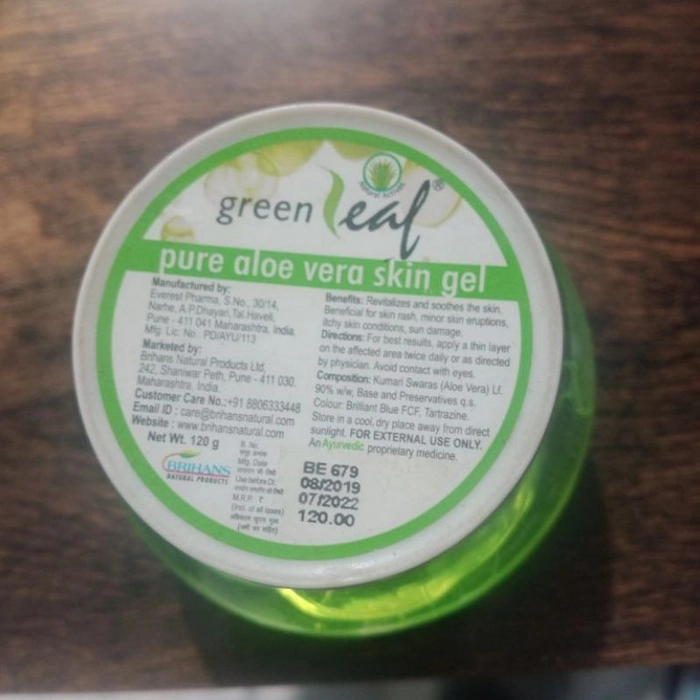 Natural Actives
green leaf®
pure aloe vera skin gel
Manufactured by:
Everest Pharma, S.No., 30/14,
Narhe, A.P.Dhayari, Tal.Haveli,
Pune - 411 041 Maharashtra, India.
Mfg. Lic. No.: PD/AYU/113
Marketed by:
Brihans Natural Products Ltd.
242, Shaniwar Peth, Pune - 411 030.
Maharashtra, India.
Customer Care No.:+91 8806333448
Email ID : care@brihansnatural.com
Website : www.brihansnatural.com
Net Wt. 120 g
BRIHANS
NATURAL PRODUCTS
Benefits: Revitalizes and soothes the skin.
Beneficial for skin rash, minor skin eruptions,
itchy skin conditions, sun damage.
Directions: For best results, apply a thin layer
on the affected area twice daily or as directed
by physician. Avoid contact with eyes.
Composition: Kumari Swaras (Aloe Vera) Lf.
90% w/w, Base and Preservatives q.s.
Colour: Brilliant Blue FCF, Tartrazine.
Store in a cool, dry place away from direct
sunlight. FOR EXTERNAL USE ONLY.
An Ayurvedic proprietary medicine.
B. No.
Mfg. Date
Use before Dt.
M.R.P. ₹
(incl. of all taxes)
BE 679
08/2019
07/2022
120.00